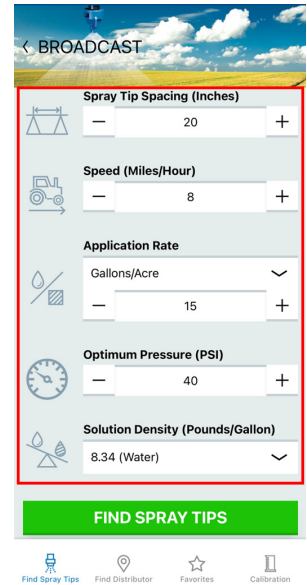 BROADCAST
Spray Tip Spacing (Inches)
20
Speed (Miles/Hour)
8
Application Rate
Gallons/Acre
15
Optimum Pressure (PSI)
40
Solution Density (Pounds/Gallon)
8.34 (Water)
FIND SPRAY TIPS
Find Spray Tips Find Distributor Favorites Calibration